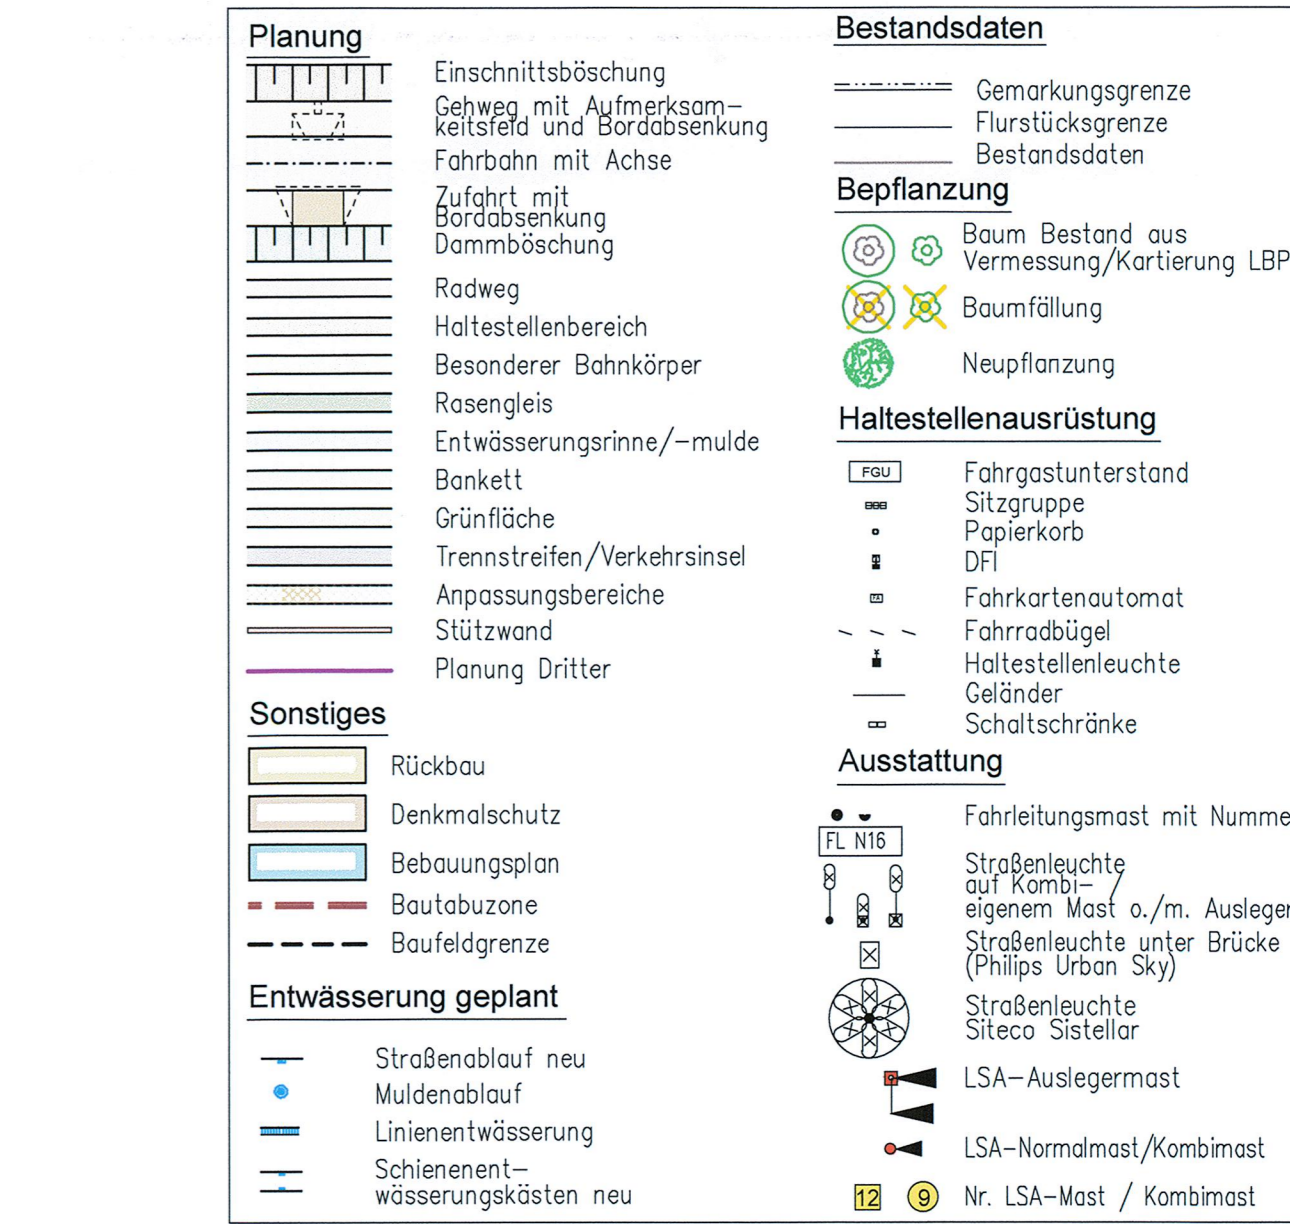 Planung
Einschnittsböschung
Gehweg mit Aufmerksam-
keitsfeld und Bordabsenkung
Fahrbahn mit Achse
Zufahrt mit
Bordabsenkung
Dammböschung
Radweg
Haltestellenbereich
Besonderer Bahnkörper
Rasengleis
Entwässerungsrinne/-mulde
Bankett
Grünfläche
Trennstreifen/Verkehrsinsel
Anpassungsbereiche
Stützwand
Planung Dritter
Sonstiges
Rückbau
Denkmalschutz
Bebauungsplan
Bautabuzone
Baufeldgrenze
Entwässerung geplant
Straßenablauf neu
Muldenablauf
Linienentwässerung
Schienenent-
wässerungskästen neu
Bestandsdaten
Gemarkungsgrenze
Flurstücksgrenze
Bestandsdaten
Bepflanzung
Baum Bestand aus
Vermessung/Kartierung LBP
Baumfällung
Neupflanzung
Haltestellenausrüstung
FGU Fahrgastunterstand
Sitzgruppe
Papierkorb
DFI
FA Fahrkartenautomat
Fahrradbügel
Haltestellenleuchte
Geländer
Schaltschränke
Ausstattung
Fahrleitungsmast mit Numme
FL N16
Straßenleuchte
auf Kombi- /
eigenem Mast o./m. Ausleger
Straßenleuchte unter Brücke
(Philips Urban Sky)
Straßenleuchte
Siteco Sistellar
LSA-Auslegermast
LSA-Normalmast/Kombimast
12 9 Nr. LSA-Mast / Kombimast